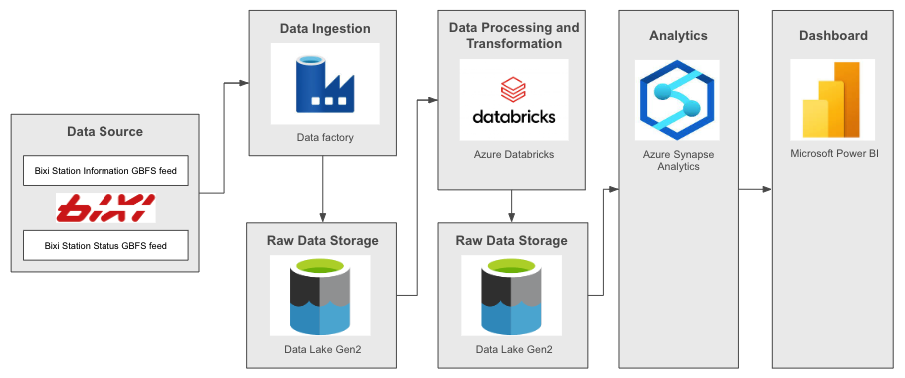 Data Source
Bixi Station Information GBFS feed
bixi
Bixi Station Status GBFS feed
Data Ingestion
Data factory
Raw Data Storage
Data Lake Gen2
Data Processing and
Transformation
databricks
Azure Databricks
Raw Data Storage
Data Lake Gen2
Analytics
Azure Synapse
Analytics
Dashboard
Microsoft Power BI